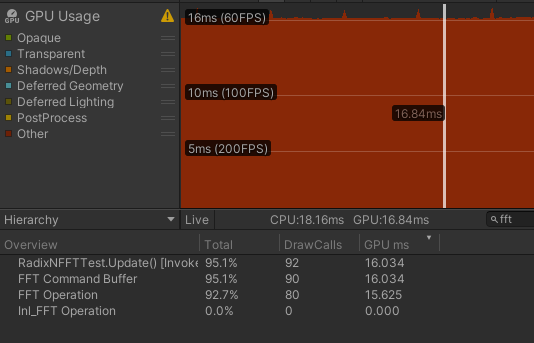 GPU Usage
GPU
Opaque
Transparent
Shadows/Depth
Deferred Geometry
Deferred Lighting
PostProcess
Other
16ms (60FPS)
10ms (100FPS)
16.84ms
5ms (200FPS)
Hierarchy Live CPU:18.16ms GPU:16.84ms fft
Overview Total DrawCalls GPU ms
RadixNFFTTest.Update() [Invoke 95.1% 92 16.034
FFT Command Buffer 95.1% 90 16.034
FFT Operation 92.7% 80 15.625
Inl_FFT Operation 0.0% 0 0.000